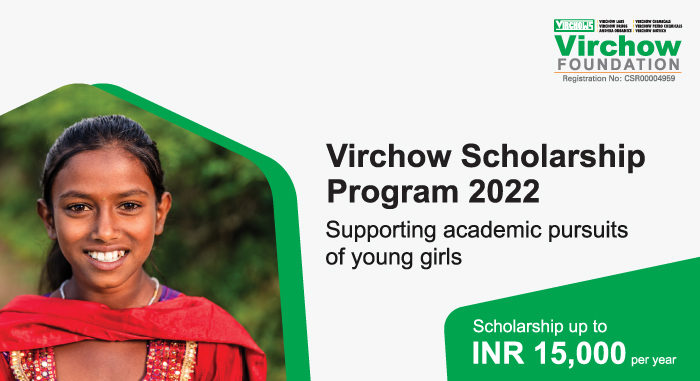 VIRCHOWS
VIRCHOW LABS | VIRCHOW CHEMICALS
VIRCHOW DRUGS | VIRCHOW PETRO CHEMICALS
ANDHRA ORGANICS | VIRCHOW BIOTECH
Virchow
FOUNDATION
Registration No: CSR00004959
Virchow Scholarship
Program 2022
Supporting academic pursuits
of young girls
Scholarship up to
INR 15,000 per year